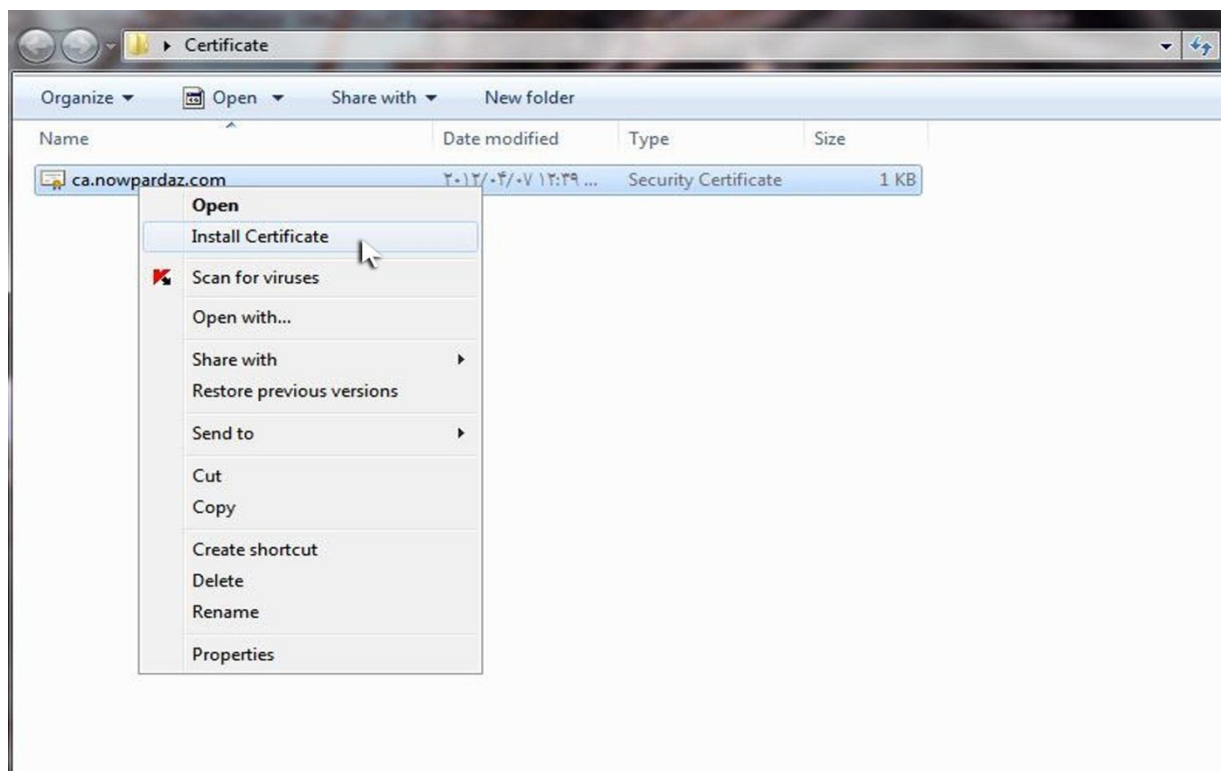 Certificate
Organize Open Share with New folder
Name Date modified Type Size
ca.nowpardaz.com ۲۰۱۲/۰۴/۰۷ ۱۲:۳۹ ... Security Certificate 1 KB
Open
Install Certificate
Scan for viruses
Open with...
Share with
Restore previous versions
Send to
Cut
Copy
Create shortcut
Delete
Rename
Properties